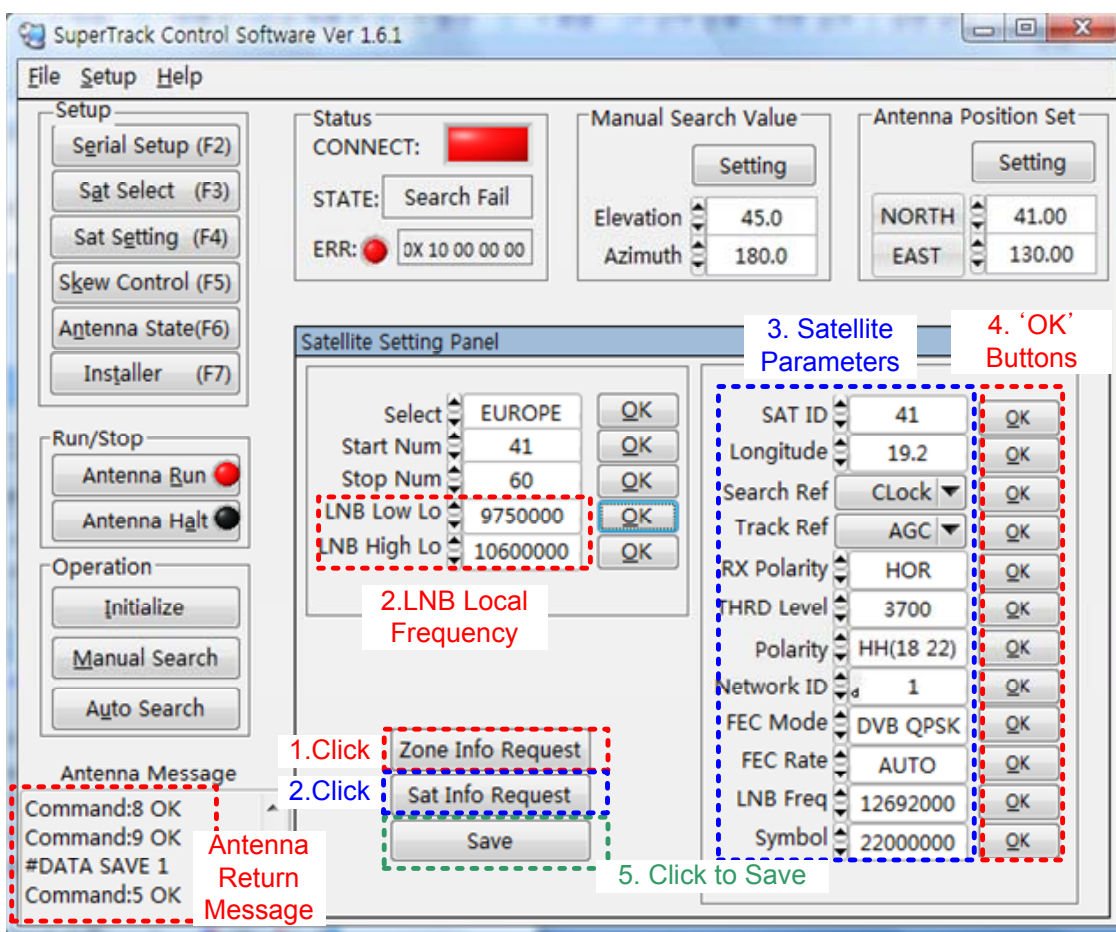 SuperTrack Control Software Ver 1.6.1
File Setup Help
Setup
Serial Setup (F2)
Sat Select (F3)
Sat Setting (F4)
Skew Control (F5)
Antenna State(F6)
Installer (F7)
Run/Stop
Antenna Run
Antenna Halt
Operation
Initialize
Manual Search
Auto Search
Antenna Message
Command:8 OK
Command:9 OK
#DATA SAVE 1
Command:5 OK
Antenna
Return
Message
Status
CONNECT:
STATE: Search Fail
ERR: 0X 10 00 00 00
Manual Search Value
Setting
Elevation 45.0
Azimuth 180.0
Antenna Position Set
Setting
NORTH 41.00
EAST 130.00
Satellite Setting Panel
3. Satellite
Parameters
4. ‘OK’
Buttons
Select EUROPE OK
Start Num 41 OK
Stop Num 60 OK
LNB Low Lo 9750000 OK
LNB High Lo 10600000 OK
2.LNB Local
Frequency
1.Click Zone Info Request
2.Click Sat Info Request
Save
5. Click to Save
SAT ID 41 OK
Longitude 19.2 OK
Search Ref CLock OK
Track Ref AGC OK
RX Polarity HOR OK
THRD Level 3700 OK
Polarity HH(18 22) OK
Network ID d 1 OK
FEC Mode DVB QPSK OK
FEC Rate AUTO OK
LNB Freq 12692000 OK
Symbol 22000000 OK